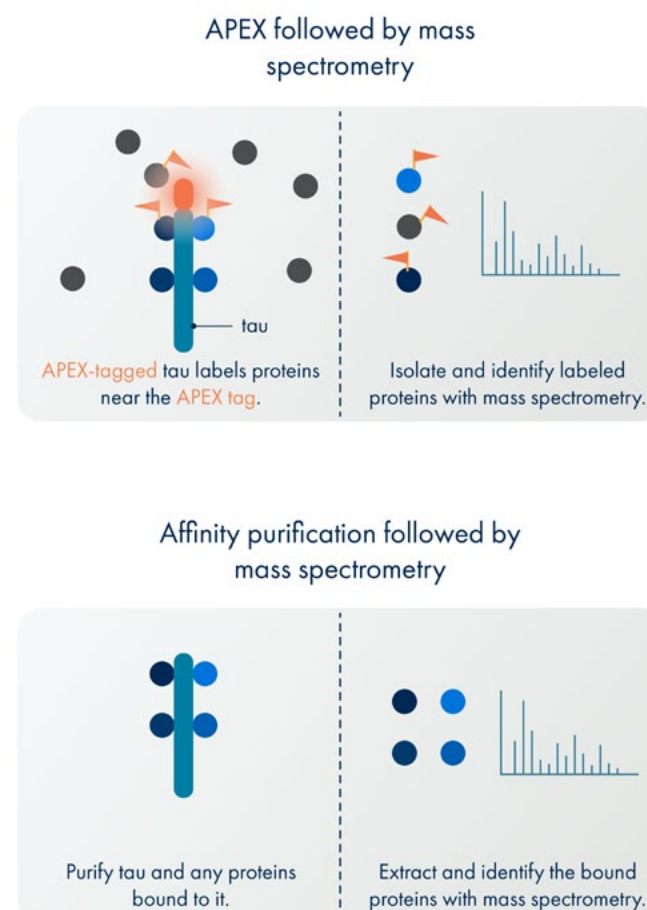 APEX followed by mass
spectrometry
tau
APEX-tagged tau labels proteins
near the APEX tag.
Isolate and identify labeled
proteins with mass spectrometry.
Affinity purification followed by
mass spectrometry
Purify tau and any proteins
bound to it.
Extract and identify the bound
proteins with mass spectrometry.